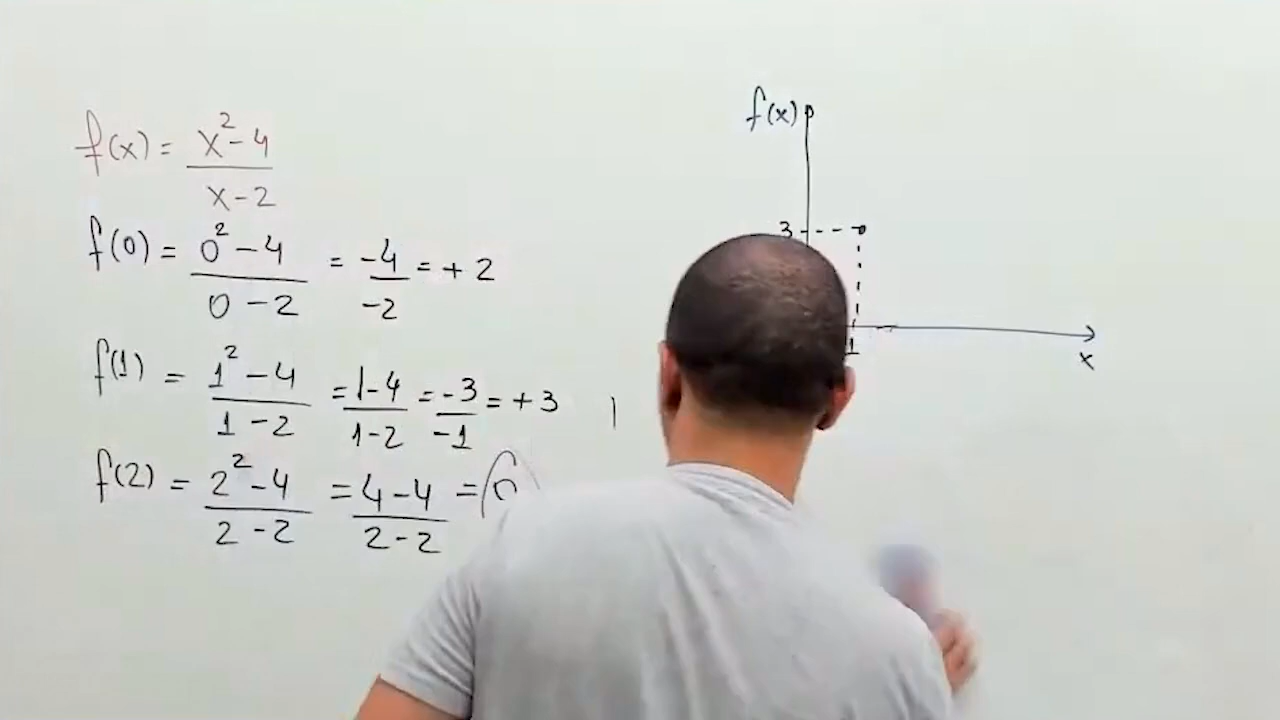 f(x) = x²-4 / x-2
f(0) = 0²-4 / 0-2 = -4 / -2 = +2
f(1) = 1²-4 / 1-2 = 1-4 / 1-2 = -3 / -1 = +3
f(2) = 2²-4 / 2-2 = 4-4 / 2-2 = 0
f(x)
3
1
x